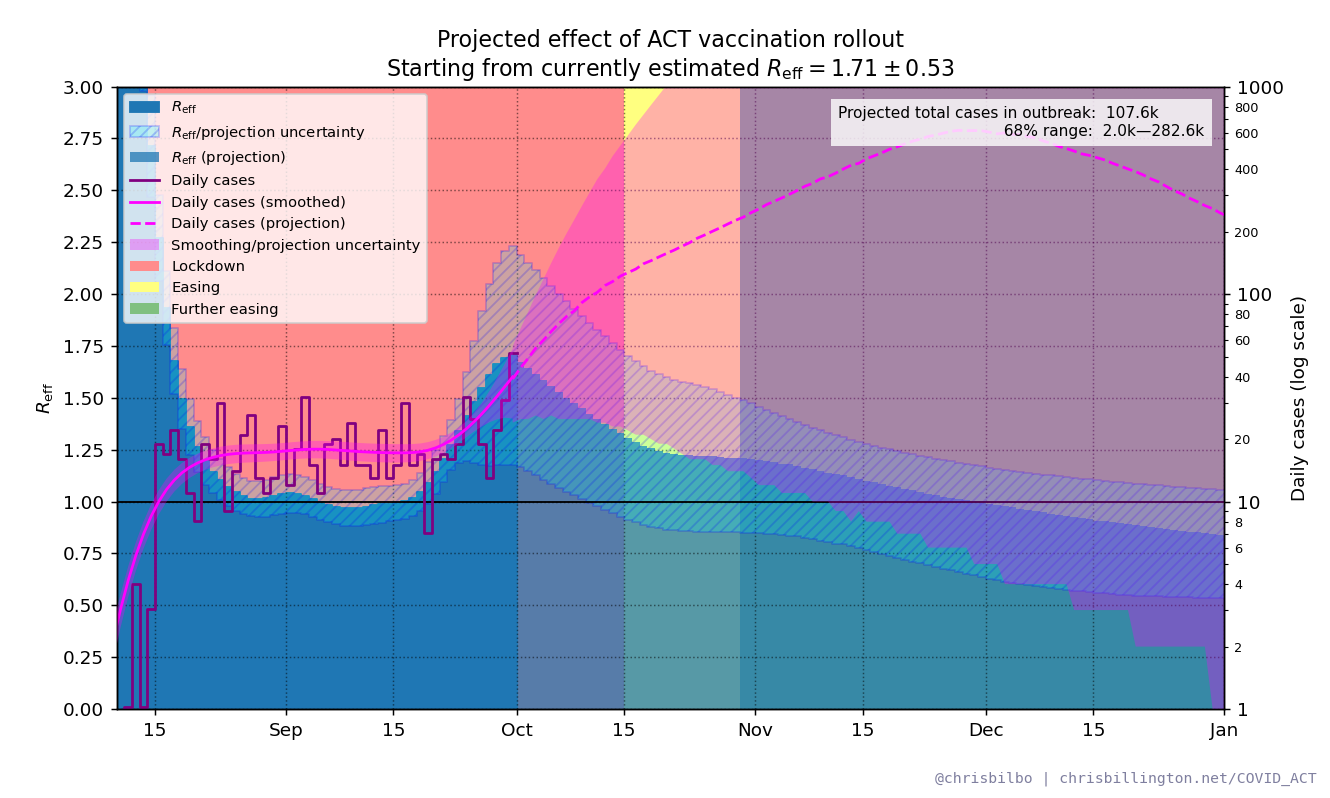 Projected effect of ACT vaccination rollout
Starting from currently estimated Reff = 1.71 ± 0.53
3.00
2.75
2.50
2.25
2.00
1.75
1.50
1.25
1.00
0.75
0.50
0.25
0.00
Reff
Reff
Reff/projection uncertainty
Reff (projection)
Daily cases
Daily cases (smoothed)
Daily cases (projection)
Smoothing/projection uncertainty
Lockdown
Easing
Further easing
Projected total cases in outbreak: 107.6k
68% range: 2.0k—282.6k
1000
800
600
400
200
100
80
60
40
20
10
8
6
4
2
1
Daily cases (log scale)
15 Sep 15 Oct 15 Nov 15 Dec 15 Jan
@chrisbilbo | chrisbillington.net/COVID_ACT